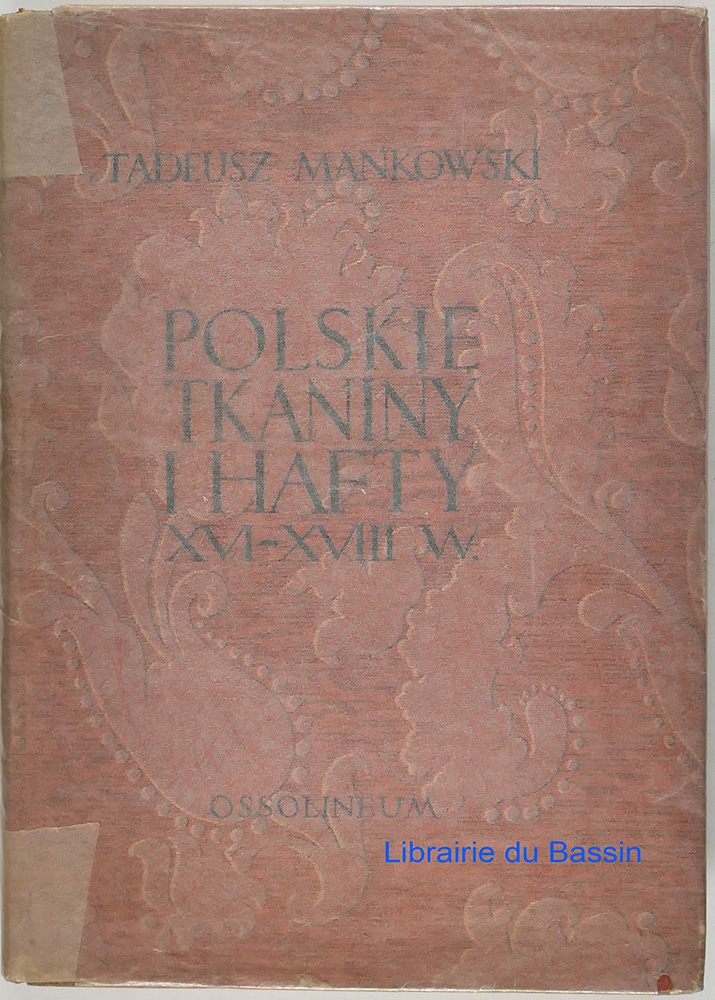 TADEUSZ MANKOWSKI
POLSKIE
TKANINY
I HAFTY
XVI-XVIII W.
OSSOLINEUM
Librairie du Bassin